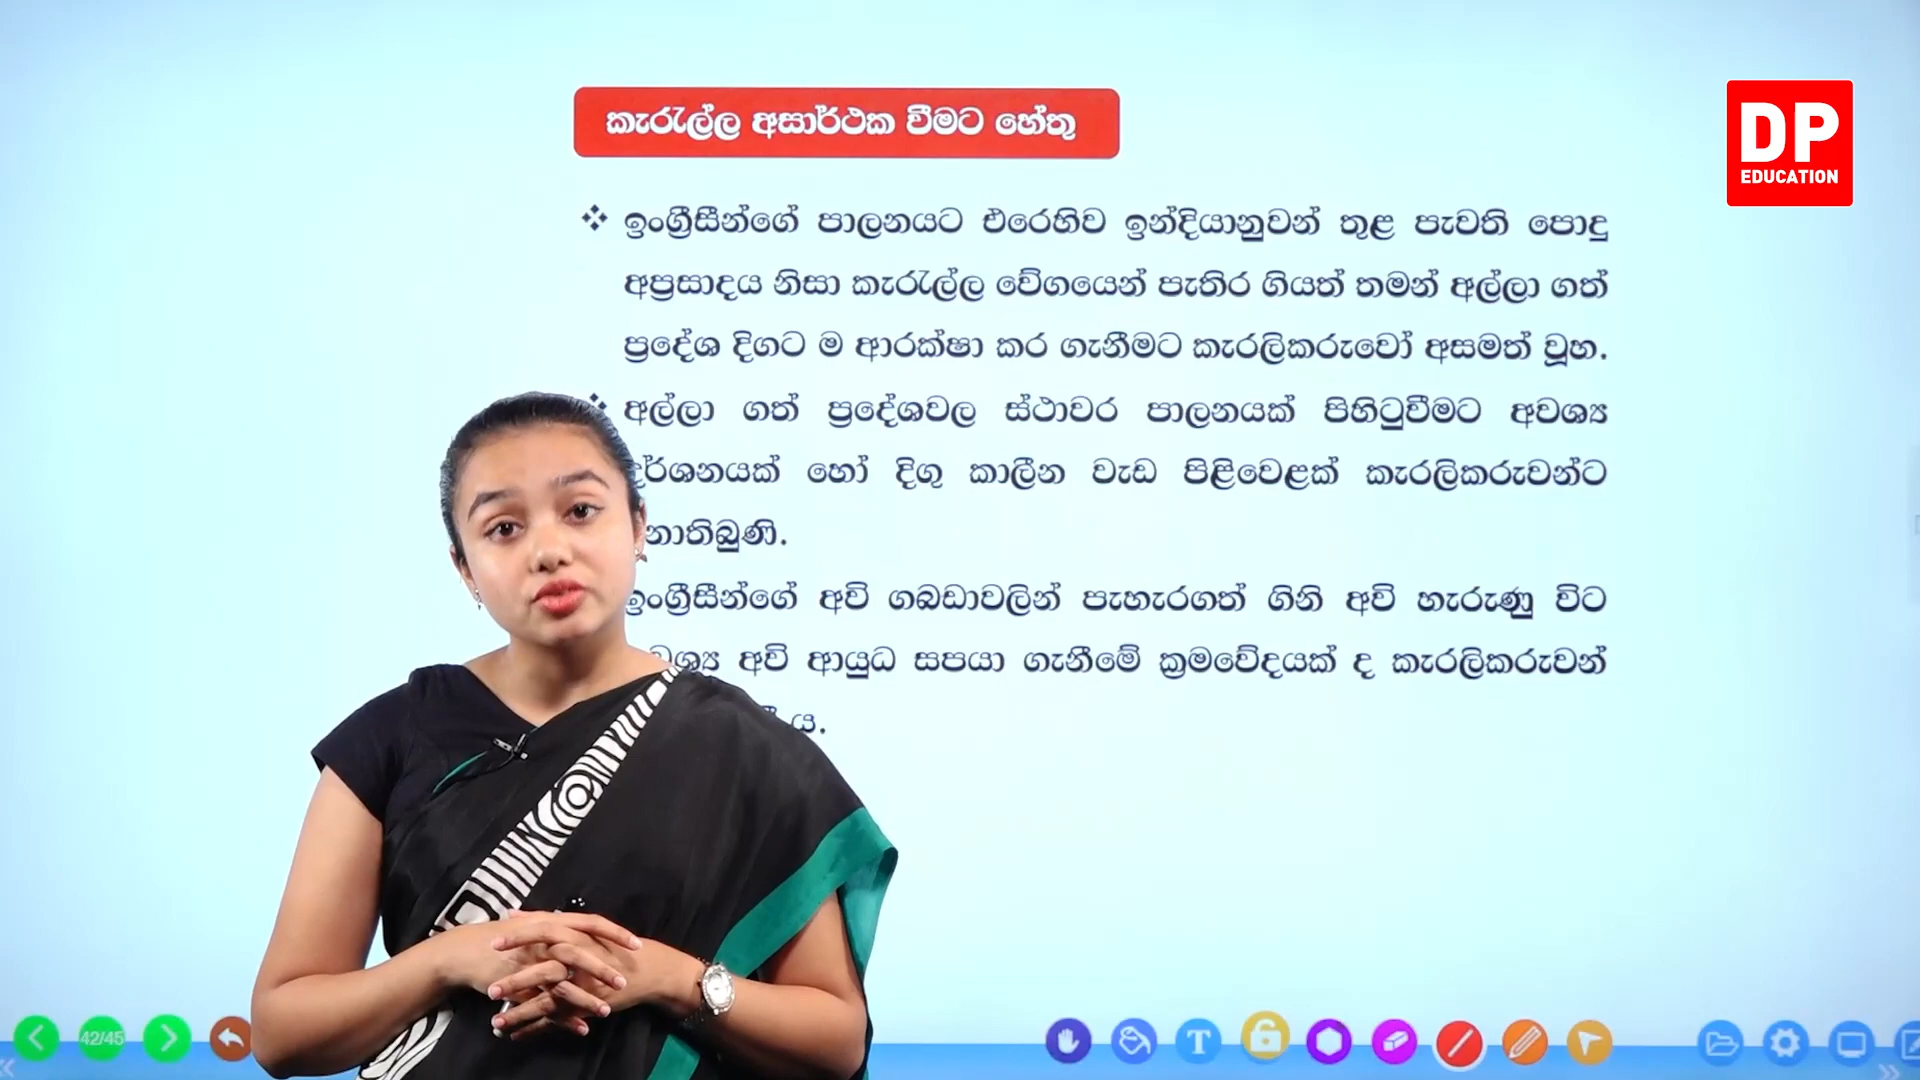 කැරැල්ල අසාර්ථක වීමට හේතු
DP
EDUCATION
ඉංග්‍රීසීන්ගේ පාලනයට එරෙහිව ඉන්දියානුවන් තුළ පැවති පොදු
අප්‍රසාදය නිසා කැරැල්ල වේගයෙන් පැතිර ගියත් තමන් අල්ලා ගත්
ප්‍රදේශ දිගට ම ආරක්ෂා කර ගැනීමට කැරලිකරුවෝ අසමත් වූහ.
අල්ලා ගත් ප්‍රදේශවල ස්ථාවර පාලනයක් පිහිටුවීමට අවශ්‍ය
හෝ දිගු කාලීන වැඩ පිළිවෙළක් කැරලිකරුවන්ට
ඉංග්‍රීසීන්ගේ අවි ගබඩාවලින් පැහැරගත් ගිනි අවි හැරුණු විට
අවි ආයුධ සපයා ගැනීමේ ක්‍රමවේදයක් ද කැරලිකරුවන්
42/45
T